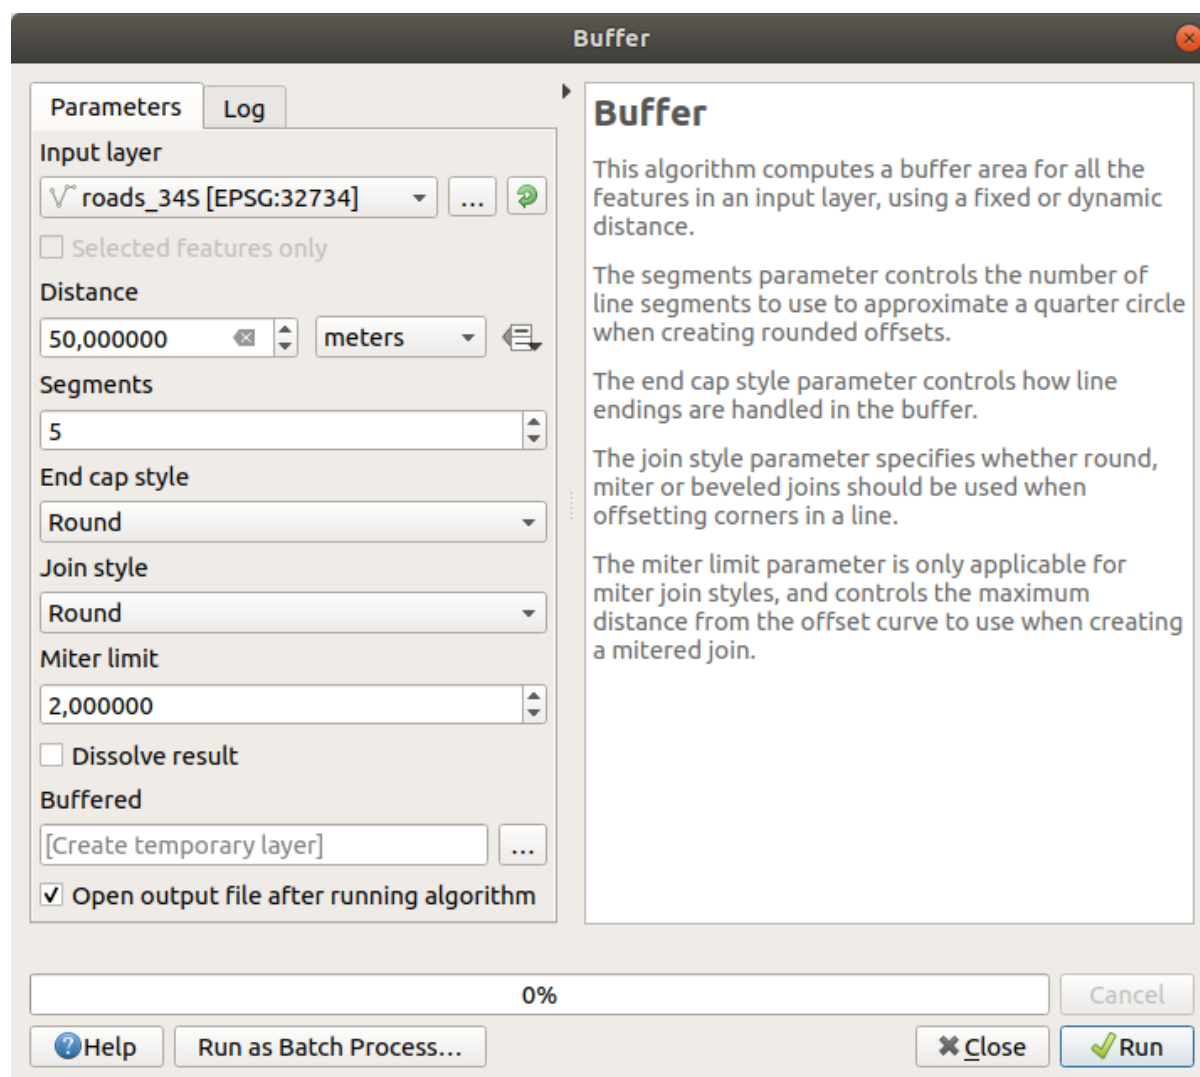 Buffer
Parameters
Log
Input layer
roads_34S [EPSG:32734]
...
Selected features only
Distance
50,000000
meters
Segments
5
End cap style
Round
Join style
Round
Miter limit
2,000000
Dissolve result
Buffered
[Create temporary layer]
...
Open output file after running algorithm
Buffer
This algorithm computes a buffer area for all the
features in an input layer, using a fixed or dynamic
distance.
The segments parameter controls the number of
line segments to use to approximate a quarter circle
when creating rounded offsets.
The end cap style parameter controls how line
endings are handled in the buffer.
The join style parameter specifies whether round,
miter or beveled joins should be used when
offsetting corners in a line.
The miter limit parameter is only applicable for
miter join styles, and controls the maximum
distance from the offset curve to use when creating
a mitered join.
0%
Cancel
Help
Run as Batch Process...
Close
Run